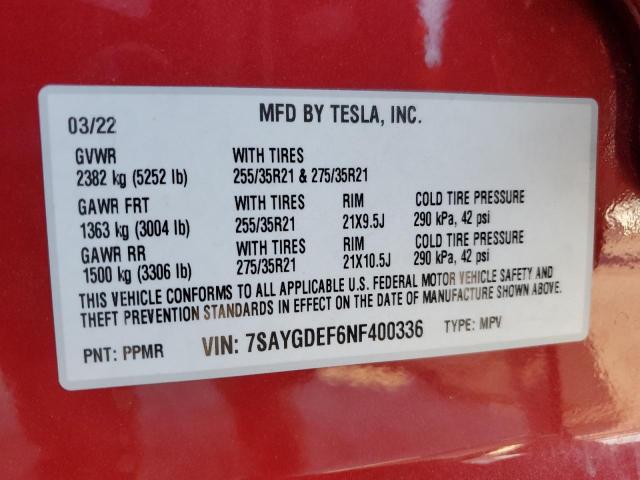 MFD BY TESLA, INC.
03/22
GVWR WITH TIRES
2382 kg (5252 lb) 255/35R21 & 275/35R21
GAWR FRT WITH TIRES RIM COLD TIRE PRESSURE
1363 kg (3004 lb) 255/35R21 21X9.5J 290 kPa, 42 psi
GAWR RR WITH TIRES RIM COLD TIRE PRESSURE
1500 kg (3306 lb) 275/35R21 21X10.5J 290 kPa, 42 psi
THIS VEHICLE CONFORMS TO ALL APPLICABLE U.S. FEDERAL MOTOR VEHICLE SAFETY AND
THEFT PREVENTION STANDARDS IN EFFECT ON THE DATE OF MANUFACTURE SHOWN ABOVE.
PNT: PPMR VIN: 7SAYGDEF6NF400336 TYPE: MPV